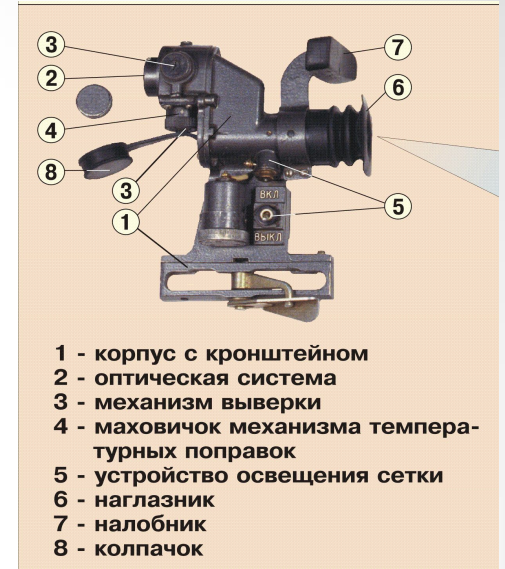 3
2
7
6
4
8
3
1
5
ВКЛ
ВЫКЛ
1 - корпус с кронштейном
2 - оптическая система
3 - механизм выверки
4 - маховичок механизма темпера-
турных поправок
5 - устройство освещения сетки
6 - наглазник
7 - налобник
8 - колпачок